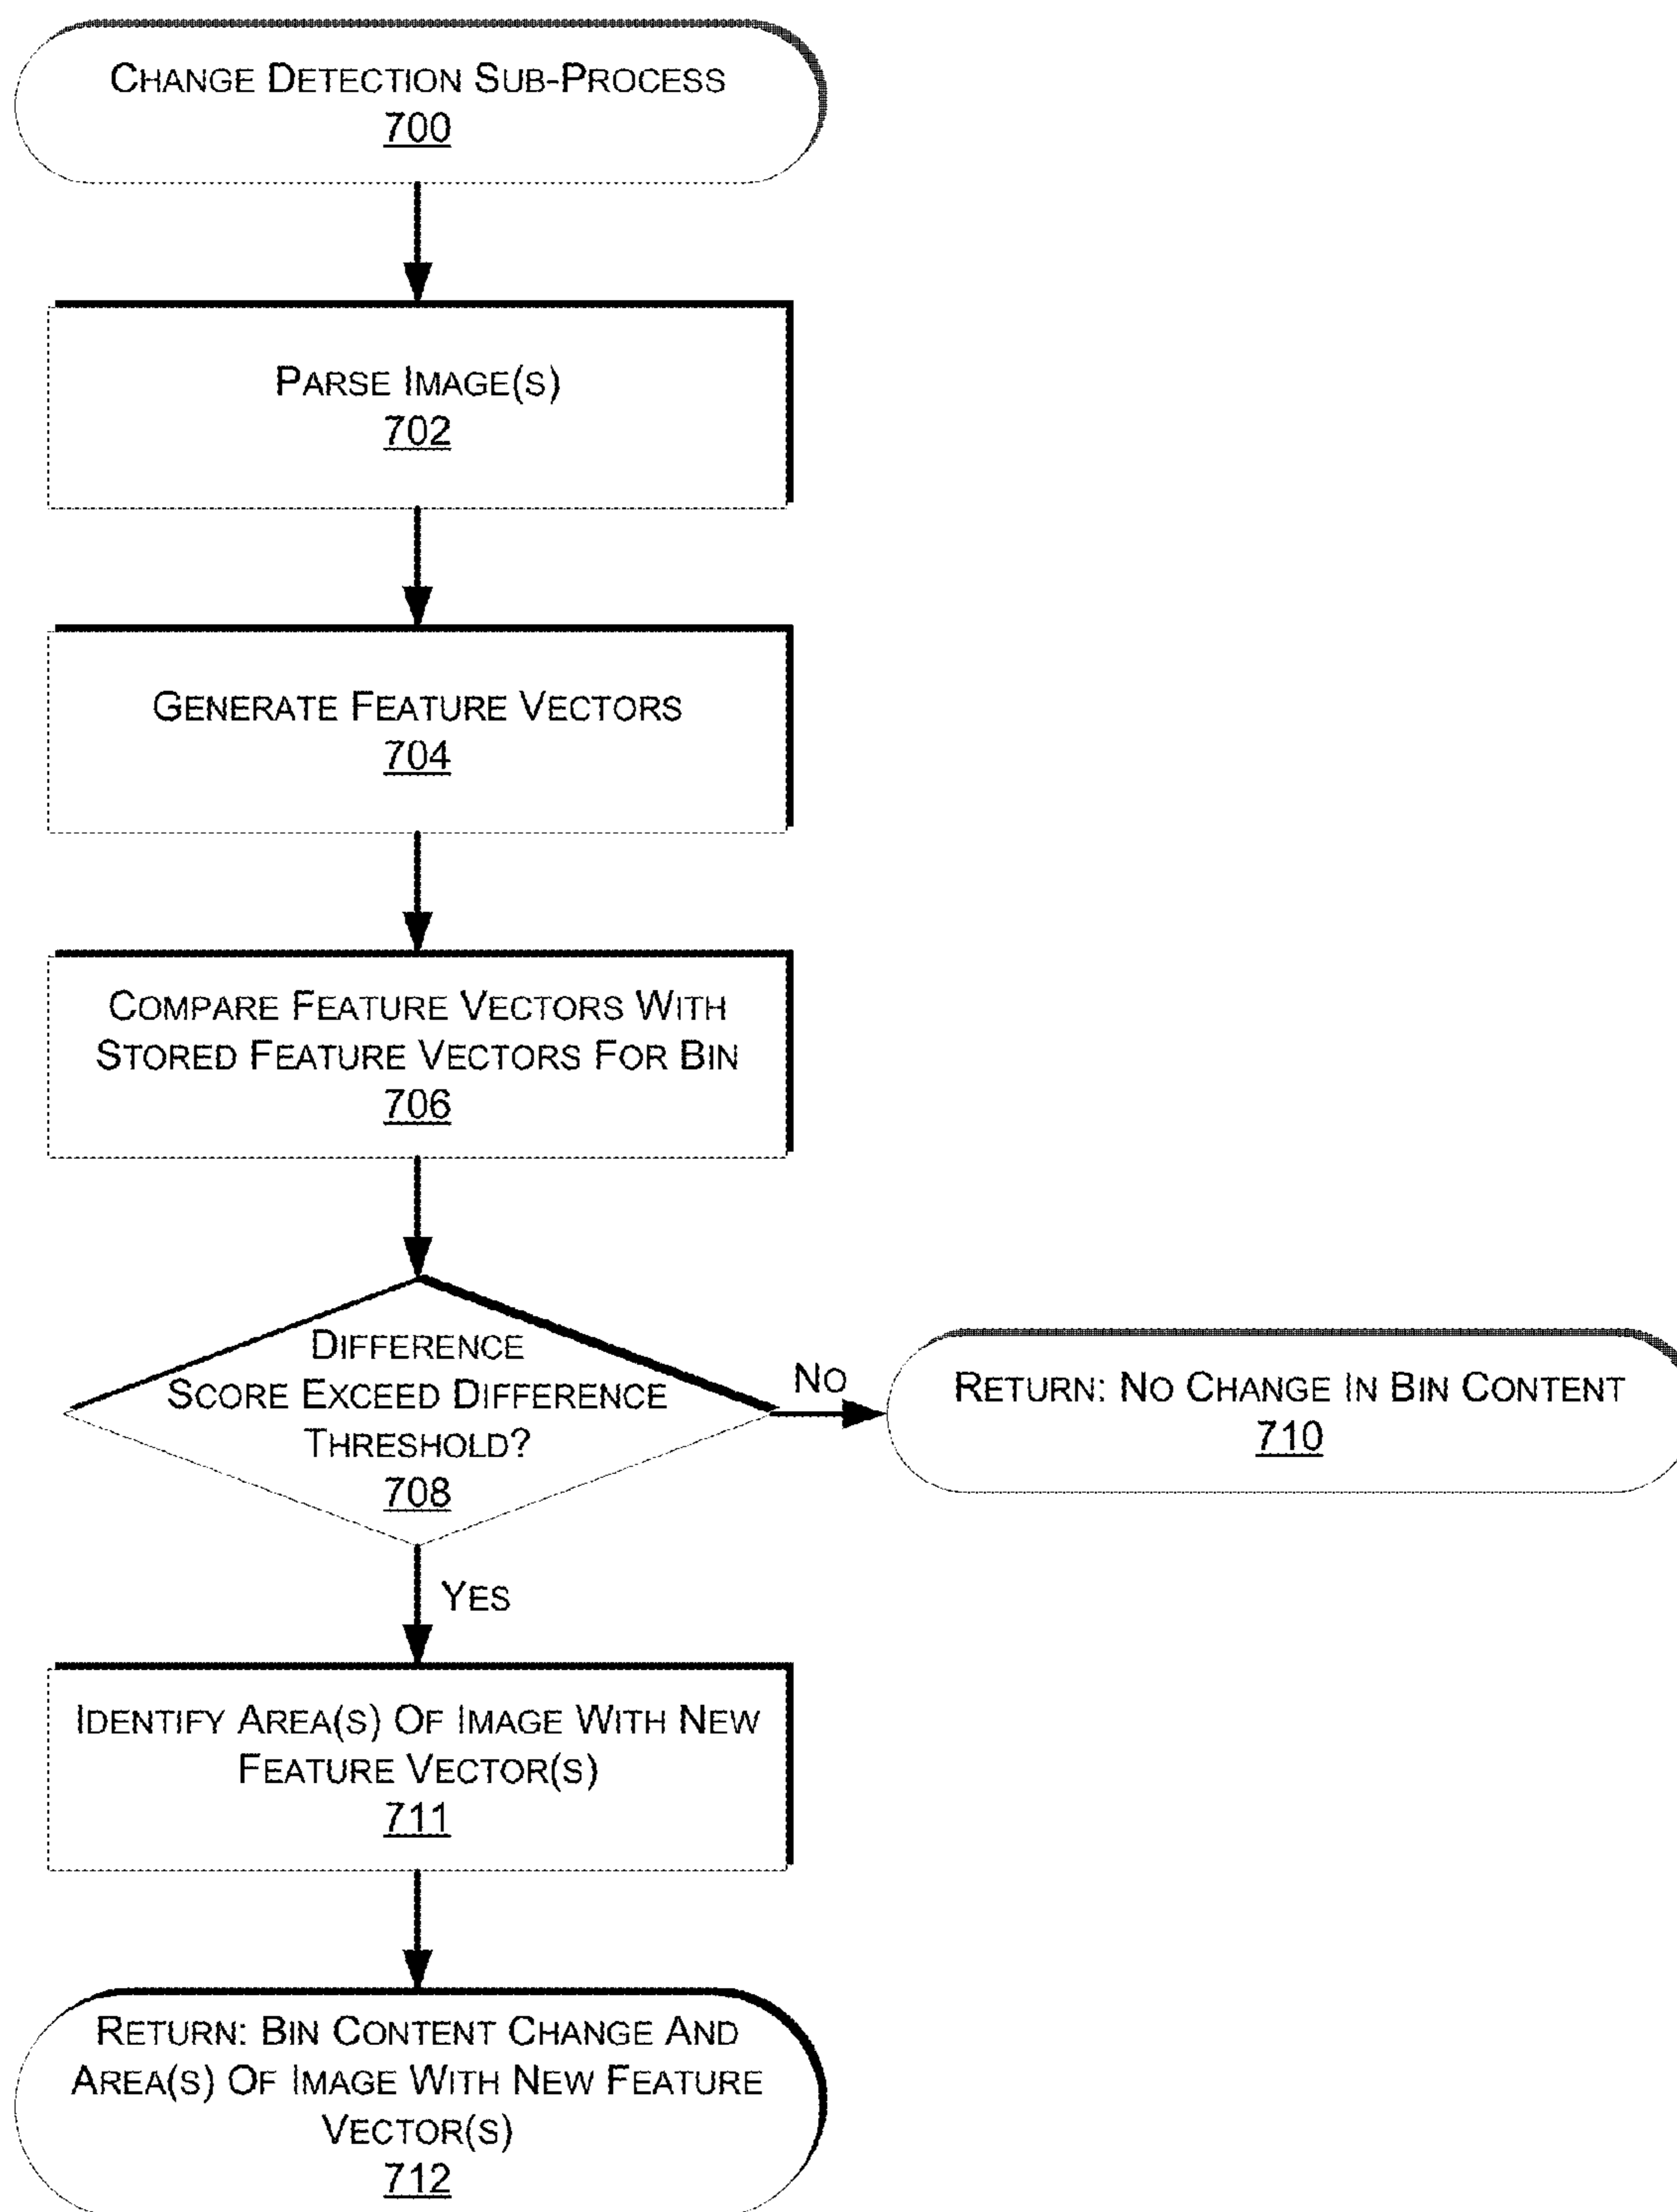 CHANGE DETECTION SUB-PROCESS
700
PARSE IMAGE(S)
702
GENERATE FEATURE VECTORS
704
COMPARE FEATURE VECTORS WITH
STORED FEATURE VECTORS FOR BIN
706
DIFFERENCE
SCORE EXCEED DIFFERENCE
THRESHOLD?
708
NO
RETURN: NO CHANGE IN BIN CONTENT
710
YES
IDENTIFY AREA(S) OF IMAGE WITH NEW
FEATURE VECTOR(S)
711
RETURN: BIN CONTENT CHANGE AND
AREA(S) OF IMAGE WITH NEW FEATURE
VECTOR(S)
712